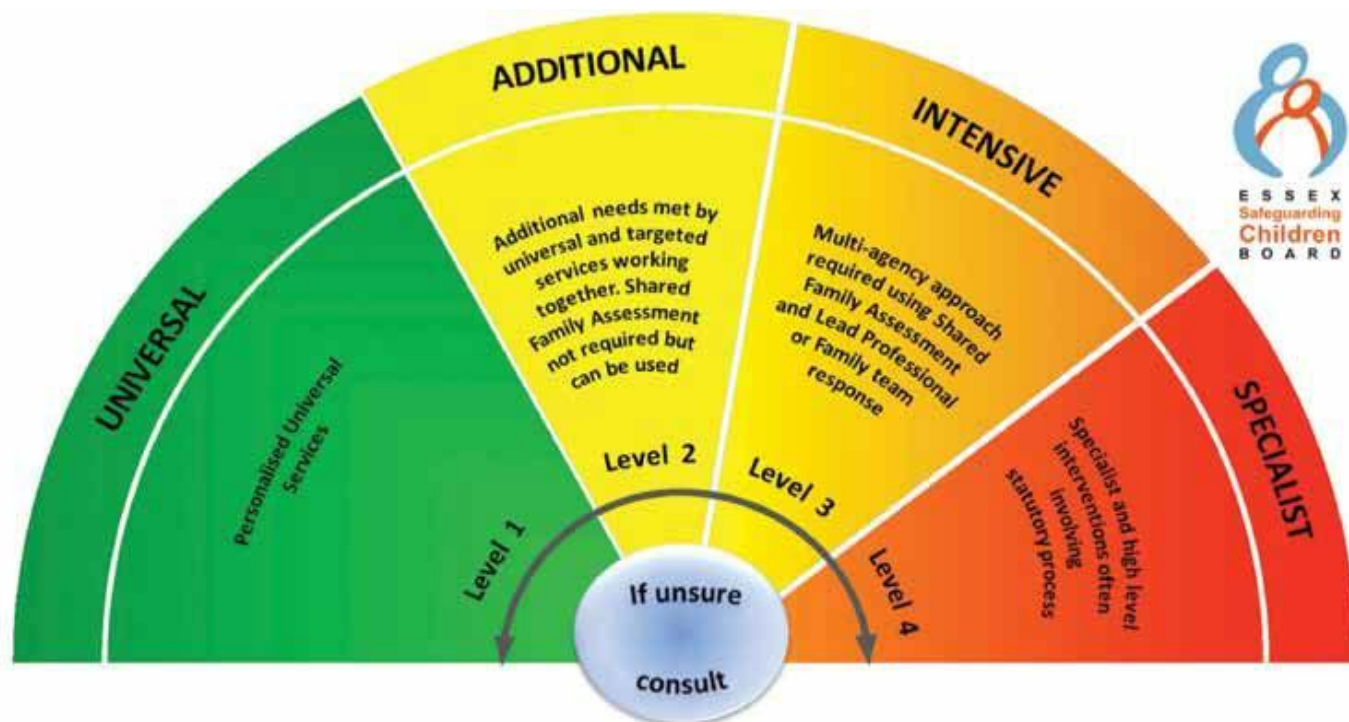 UNIVERSAL
Personalised Universal
Services
Level 1
ADDITIONAL
Additional needs met by
universal and targeted
services working
together. Shared
Family Assessment
not required but
can be used
Level 2
INTENSIVE
Multi-agency approach
required using Shared
Family Assessment
and Lead Professional
or Family team
response
Level 3
SPECIALIST
Specialist and high level
interventions often
involving
statutory process
Level 4
If unsure
consult
ESSEX
Safeguarding
Children
BOARD